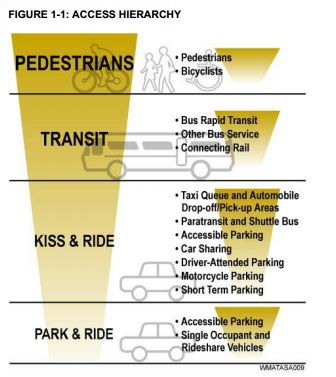 FIGURE 1-1: ACCESS HIERARCHY
PEDESTRIANS
• Pedestrians
• Bicyclists
TRANSIT
• Bus Rapid Transit
• Other Bus Service
• Connecting Rail
KISS & RIDE
• Taxi Queue and Automobile
Drop-off/Pick-up Areas
• Paratransit and Shuttle Bus
• Accessible Parking
• Car Sharing
• Driver-Attended Parking
• Motorcycle Parking
• Short Term Parking
PARK & RIDE
• Accessible Parking
• Single Occupant and
Rideshare Vehicles
WMATASA009